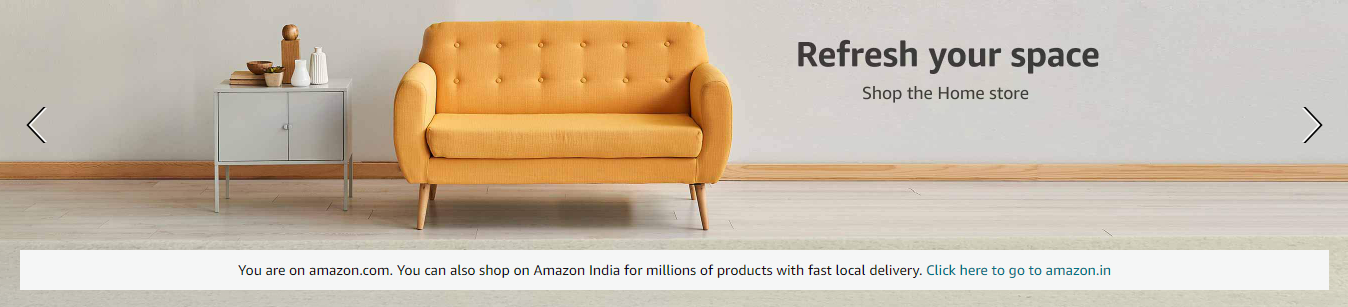 Refresh your space
Shop the Home store
You are on amazon.com. You can also shop on Amazon India for millions of products with fast local delivery. Click here to go to amazon.in